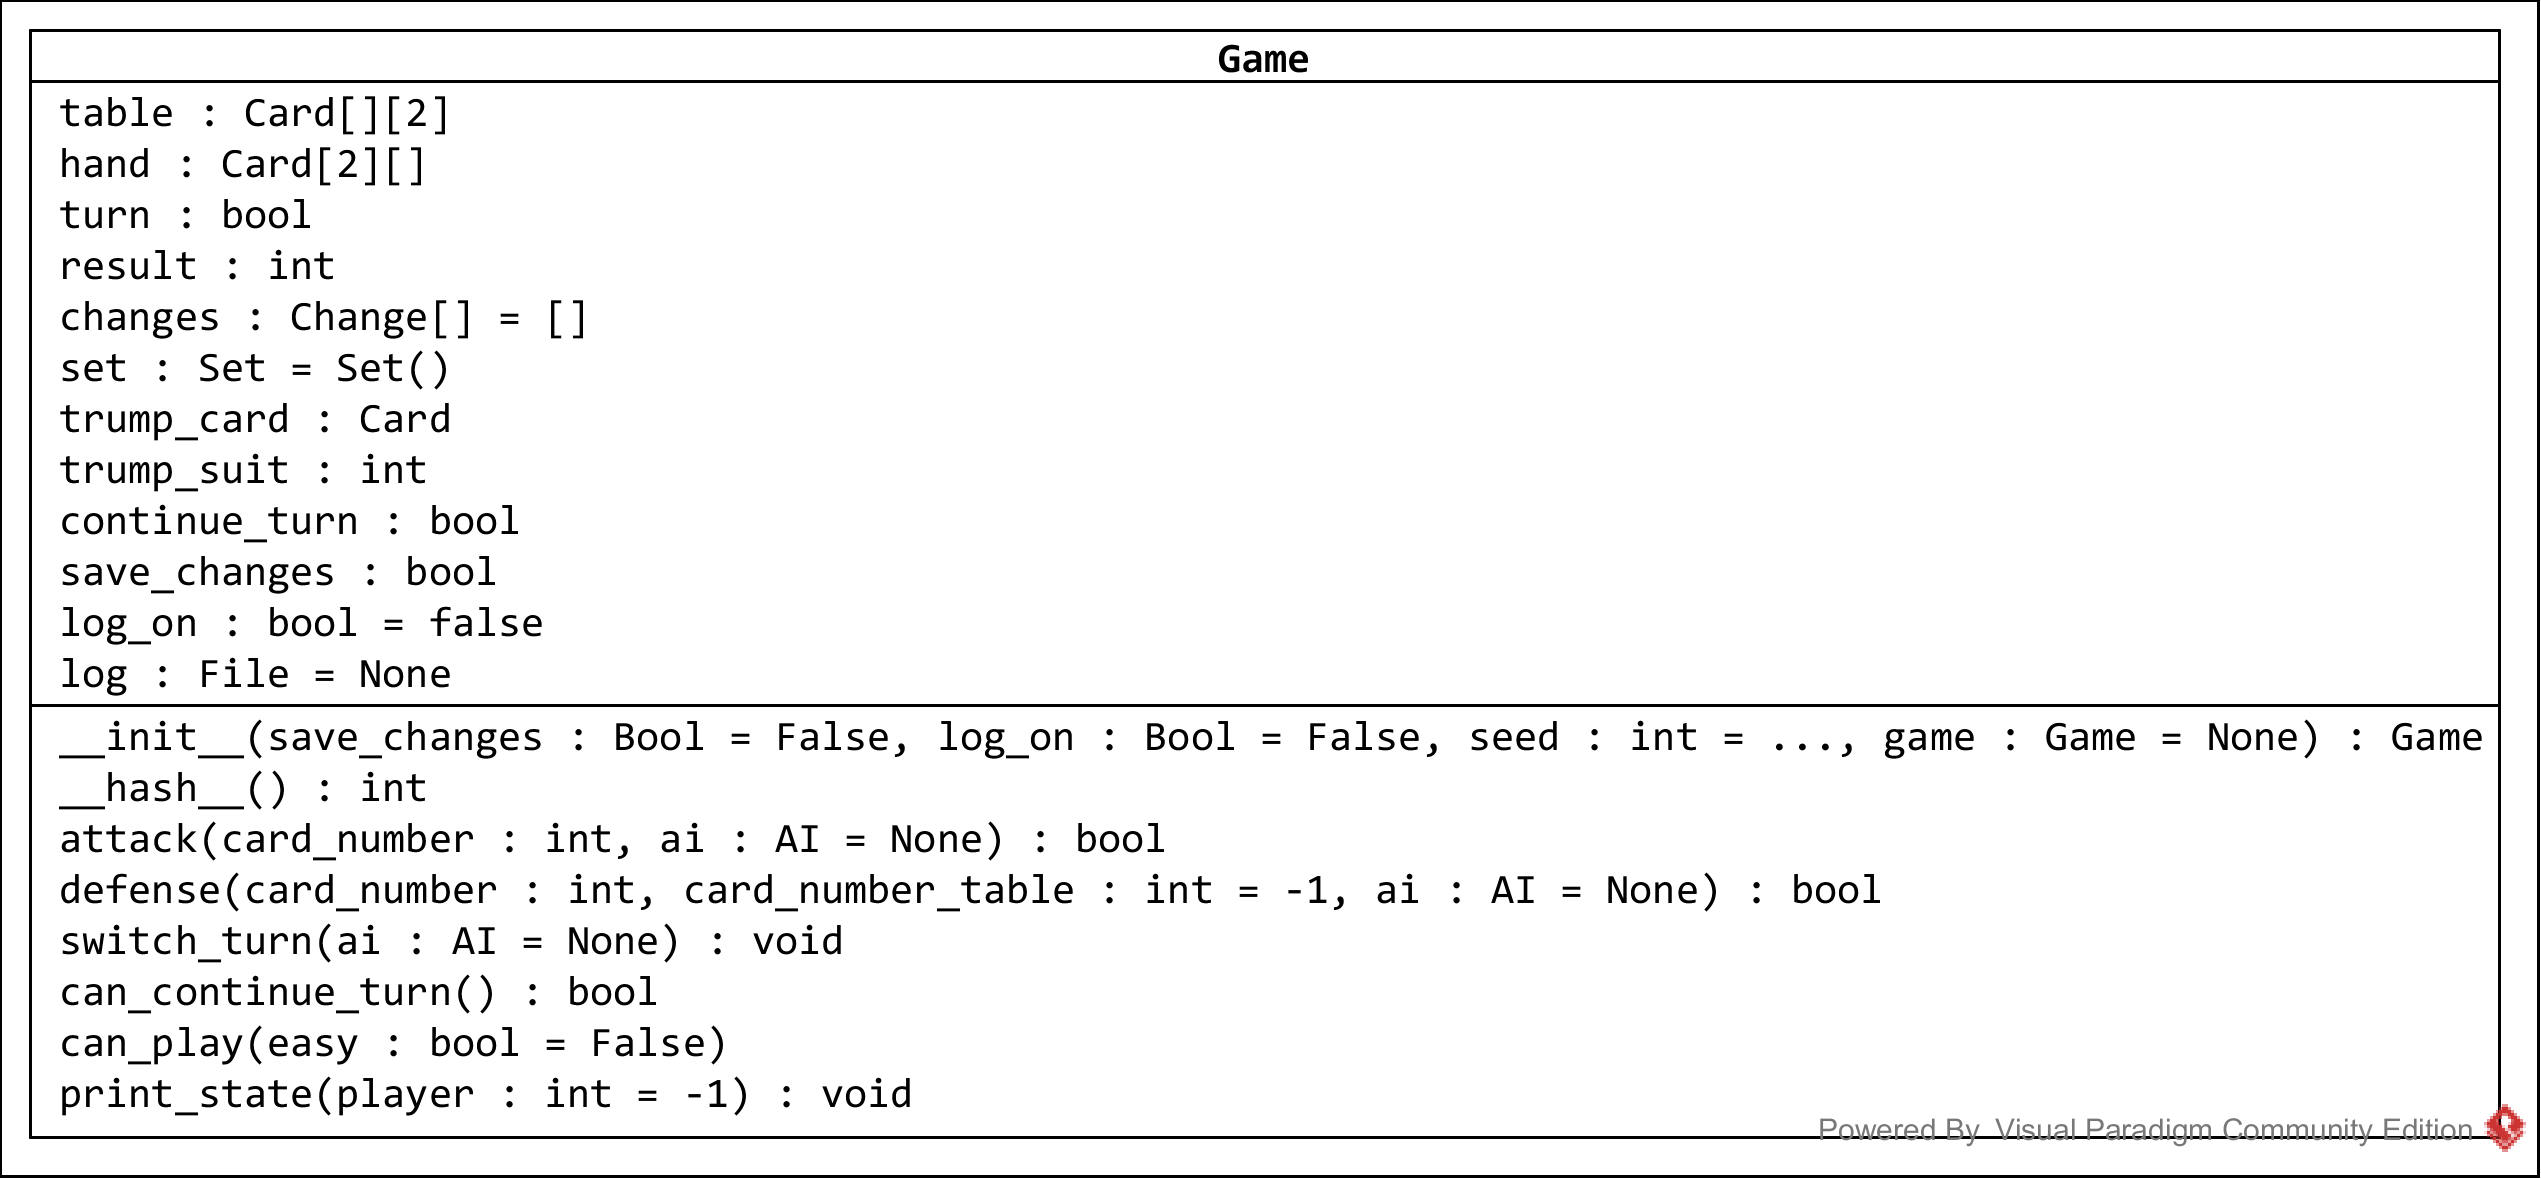 Game
table : Card[][2]
hand : Card[2][]
turn : bool
result : int
changes : Change[] = []
set : Set = Set()
trump_card : Card
trump_suit : int
continue_turn : bool
save_changes : bool
log_on : bool = false
log : File = None
__init__(save_changes : Bool = False, log_on : Bool = False, seed : int = ..., game : Game = None) : Game
__hash__() : int
attack(card_number : int, ai : AI = None) : bool
defense(card_number : int, card_number_table : int = -1, ai : AI = None) : bool
switch_turn(ai : AI = None) : void
can_continue_turn() : bool
can_play(easy : bool = False)
print_state(player : int = -1) : void
Powered By Visual Paradigm Community Edition